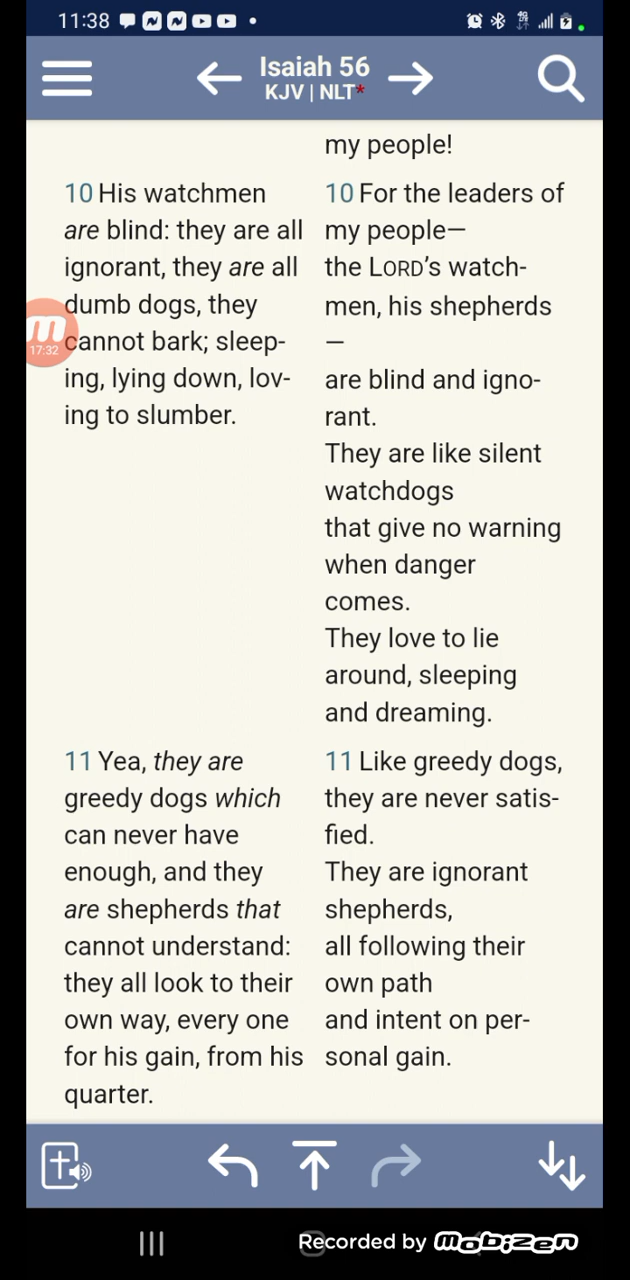 11:38
Isaiah 56
KJV | NLT*
my people!
10 His watchmen
are blind: they are all
ignorant, they are all
dumb dogs, they
cannot bark; sleep-
ing, lying down, lov-
ing to slumber.
10 For the leaders of
my people—
the LORD's watch-
men, his shepherds
—
are blind and igno-
rant.
They are like silent
watchdogs
that give no warning
when danger
comes.
They love to lie
around, sleeping
and dreaming.
17:32
11 Yea, they are
greedy dogs which
can never have
enough, and they
are shepherds that
cannot understand:
they all look to their
own way, every one
for his gain, from his
quarter.
11 Like greedy dogs,
they are never satis-
fied.
They are ignorant
shepherds,
all following their
own path
and intent on per-
sonal gain.
Recorded by mobizen